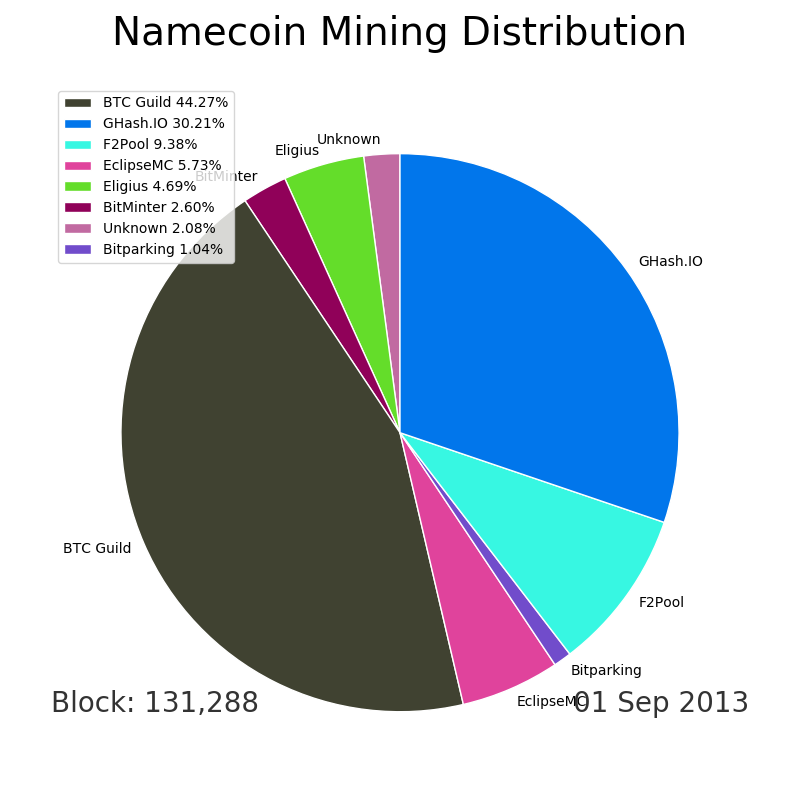 Namecoin Mining Distribution
BTC Guild 44.27%
GHash.IO 30.21%
F2Pool 9.38%
EclipseMC 5.73%
Eligius 4.69%
BitMinter 2.60%
Unknown 2.08%
Bitparking 1.04%
Unknown
Eligius
BitMinter
GHash.IO
BTC Guild
F2Pool
Bitparking
EclipseMC
Block: 131,288
01 Sep 2013